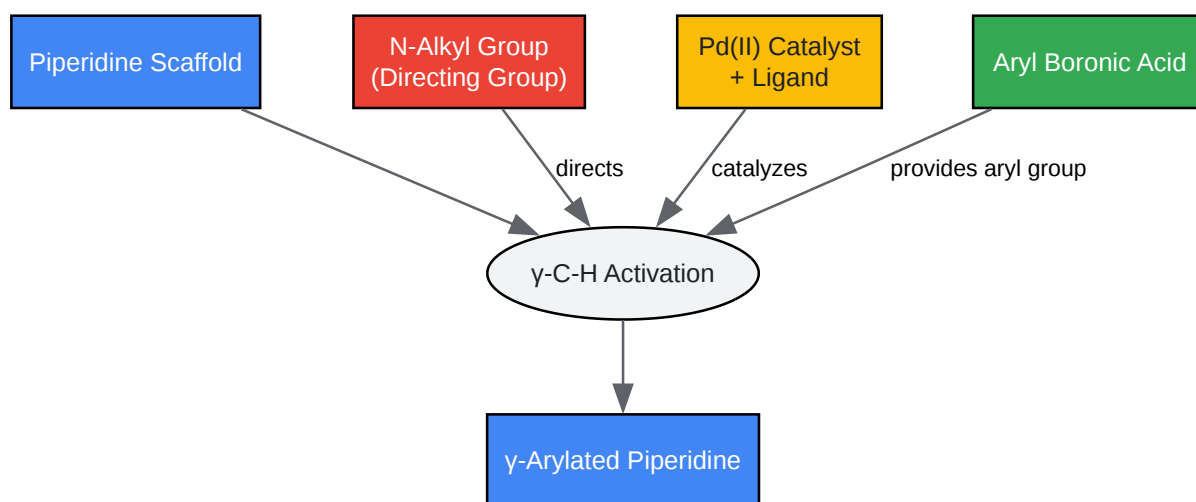 Piperidine Scaffold
N-Alkyl Group
(Directing Group)
Pd(II) Catalyst
+ Ligand
Aryl Boronic Acid
directs
catalyzes
provides aryl group
γ-C-H Activation
γ-Arylated Piperidine